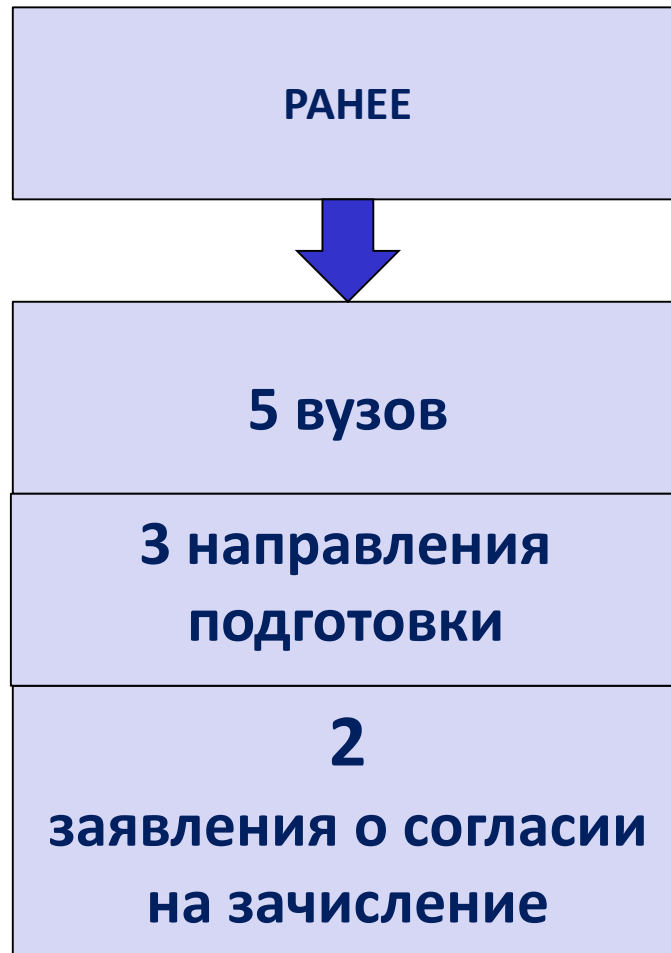 РАНЕЕ
5 вузов
3 направления
подготовки
2
заявления о согласии
на зачисление